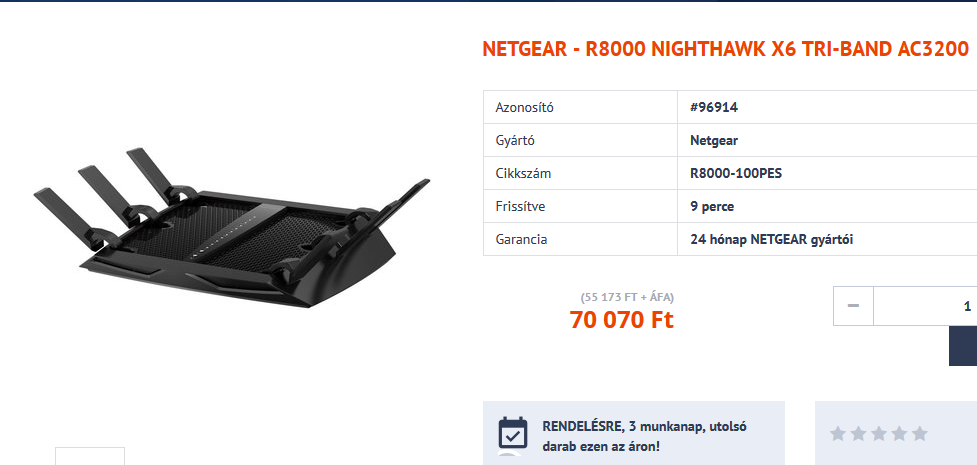 NETGEAR - R8000 NIGHTHAWK X6 TRI-BAND AC3200
Azonosító #96914
Gyártó Netgear
Cikkszám R8000-100PES
Frissítve 9 perce
Garancia 24 hónap NETGEAR gyártói
(55 173 FT + ÁFA)
70 070 Ft
1
RENDELÉSRE, 3 munkanap, utolsó
darab ezen az áron!